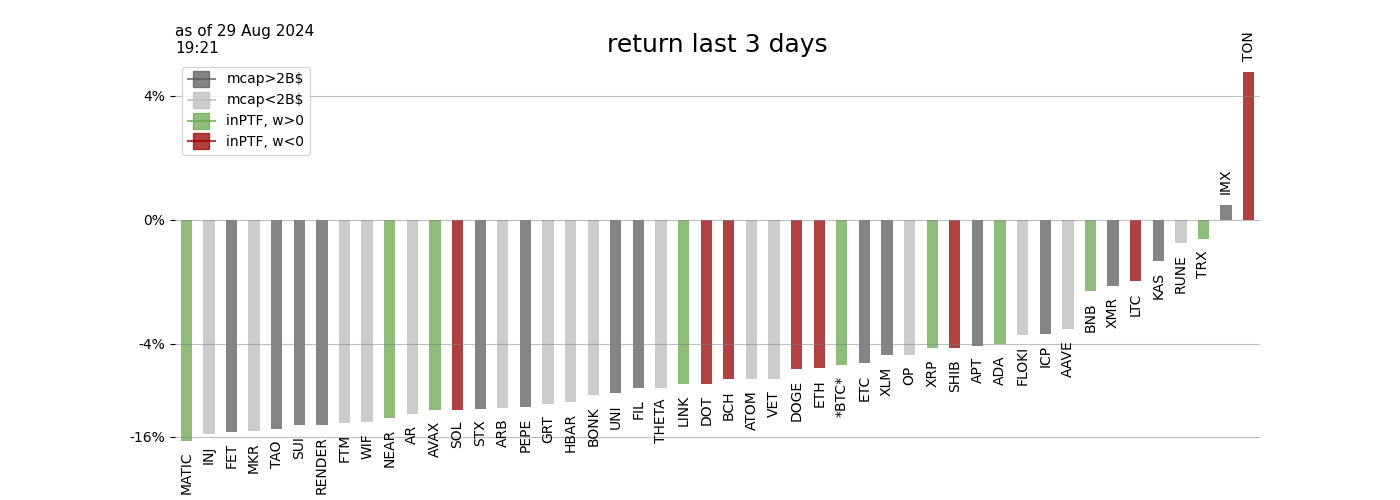 as of 29 Aug 2024
19:21
return last 3 days
mcap>2B$
mcap<2B$
inPTF, w>0
inPTF, w<0
4%
0%
-4%
-16%
MATIC
INJ
FET
MKR
TAO
SUI
RENDER
FTM
WIF
NEAR
AR
AVAX
SOL
STX
ARB
PEPE
GRT
HBAR
BONK
UNI
FIL
THETA
LINK
DOT
BCH
ATOM
VET
DOGE
ETH
*BTC*
ETC
XLM
OP
XRP
SHIB
APT
ADA
FLOKI
ICP
AAVE
BNB
XMR
LTC
KAS
RUNE
TRX
IMX
TON